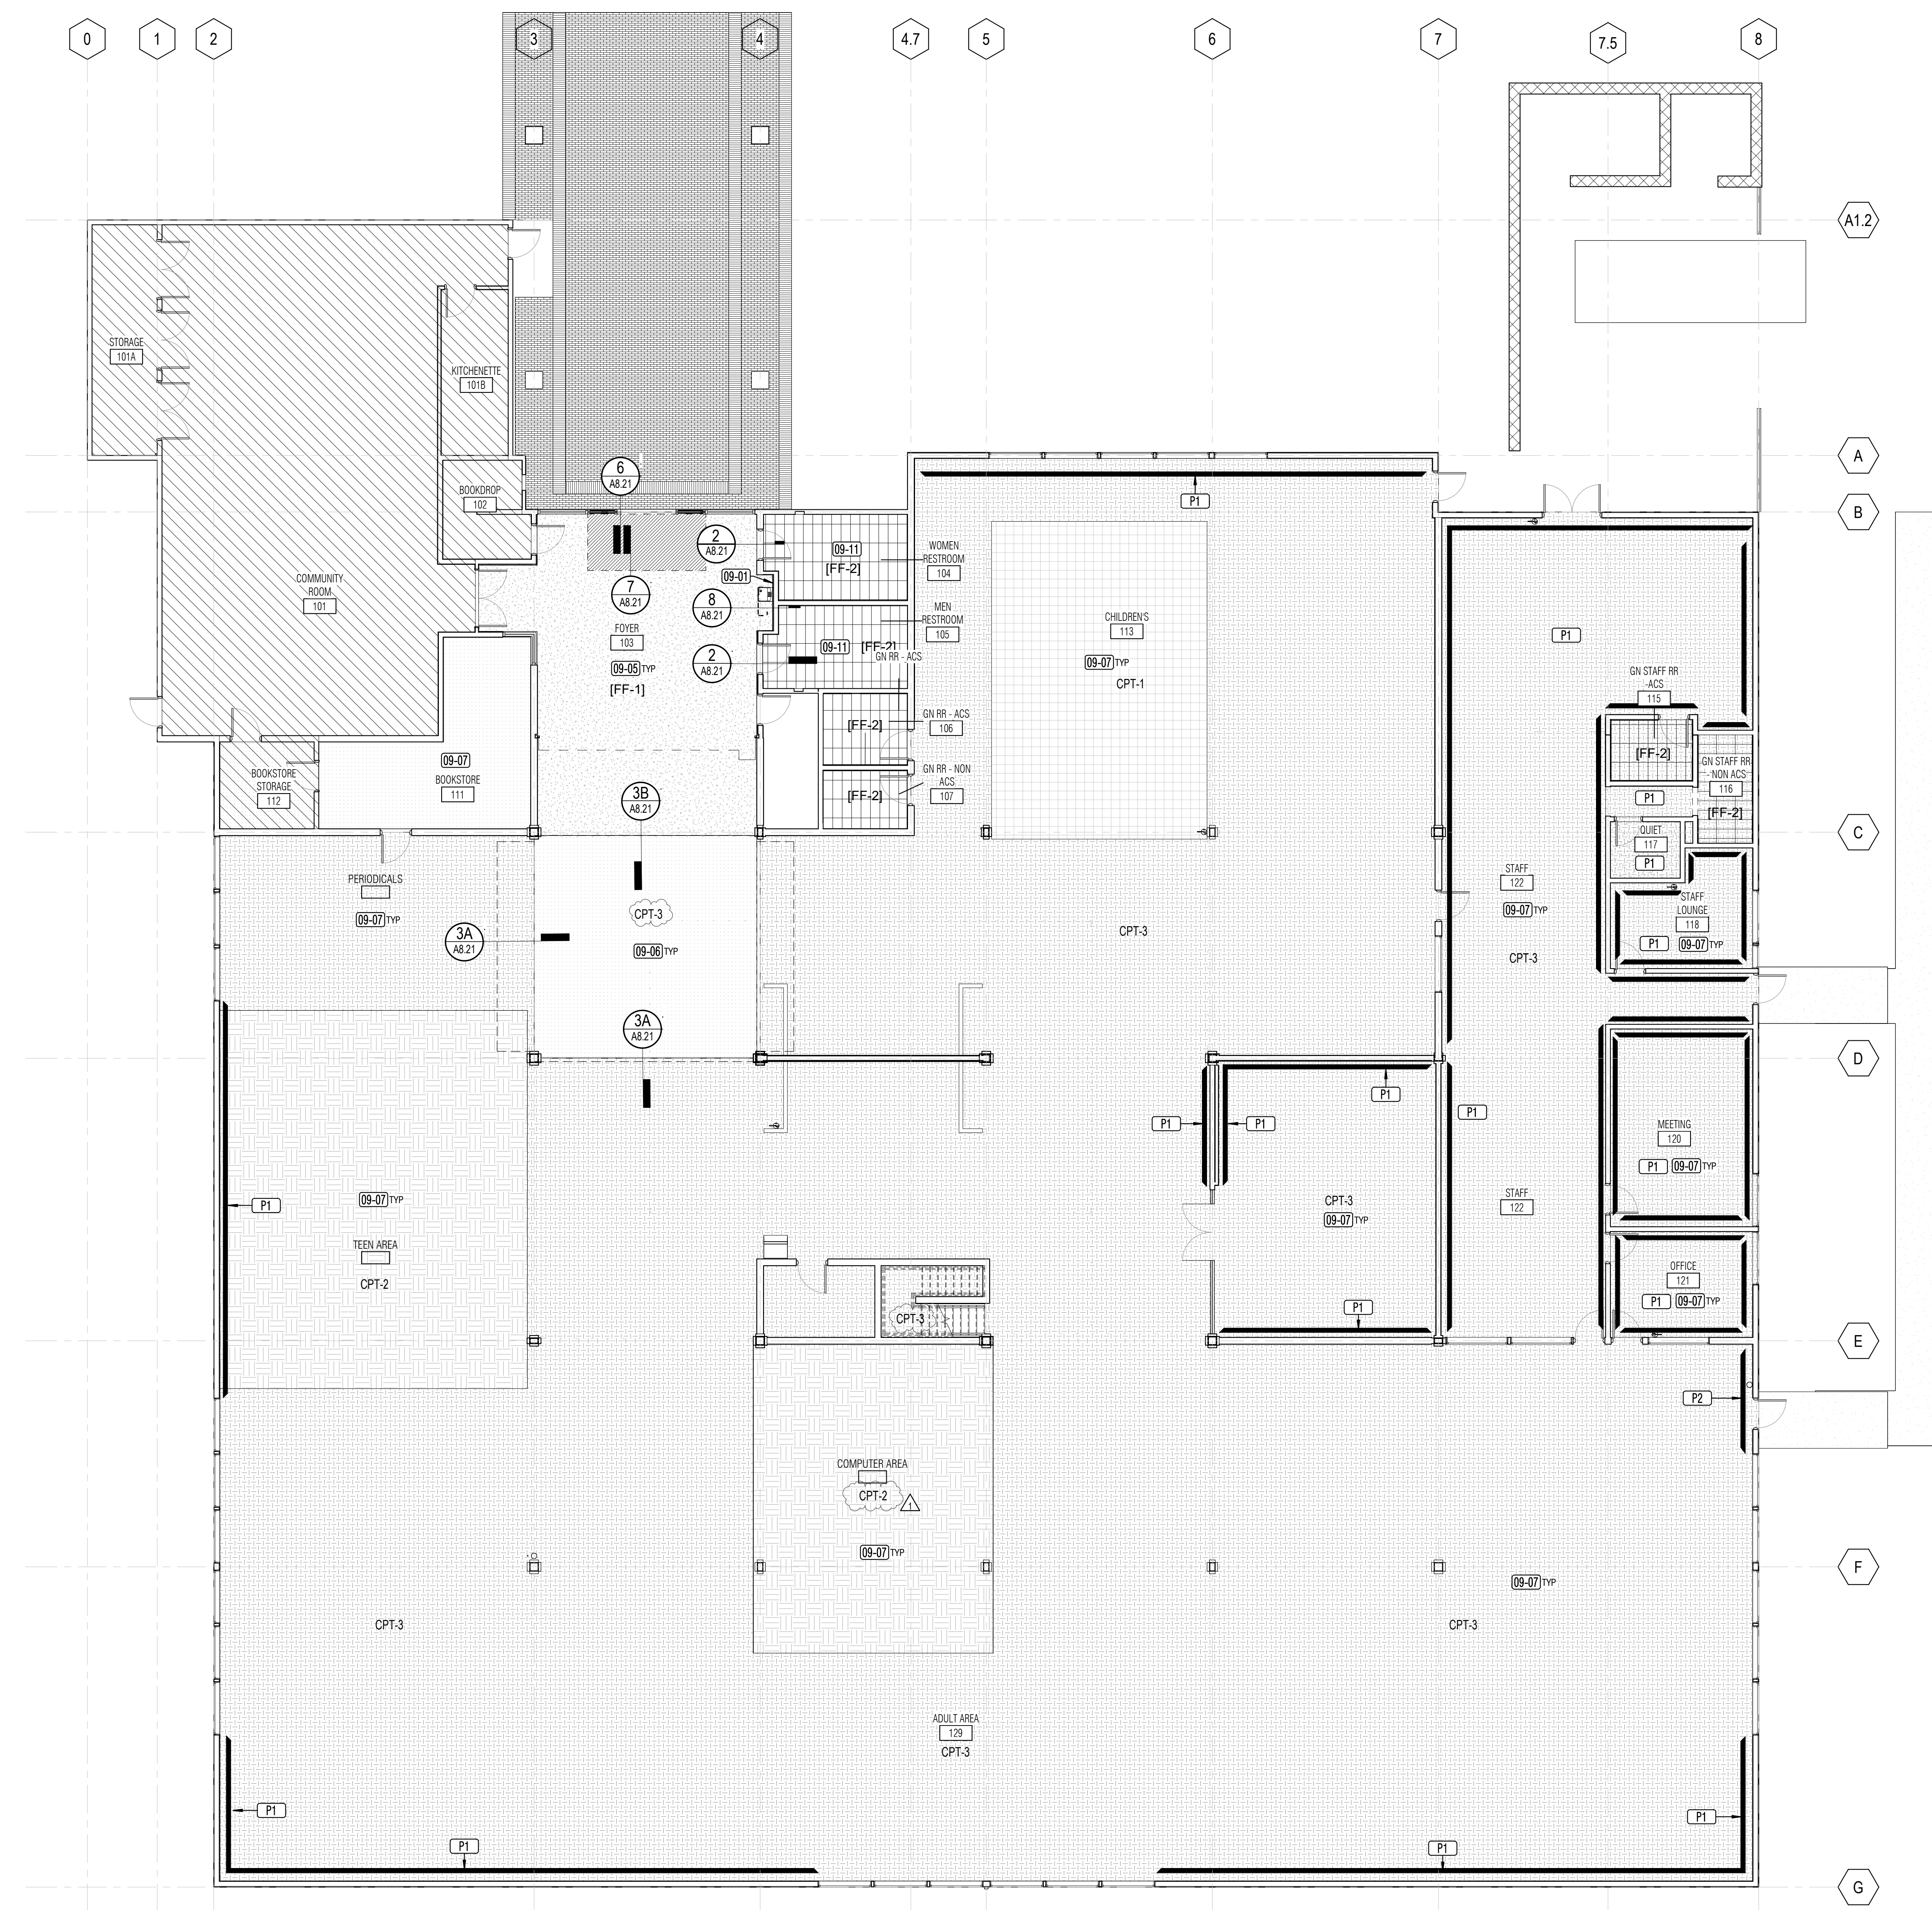 0
1
2
3
4
4.7
5
6
7
7.5
8
A1.2
A
B
C
D
E
F
G
STORAGE
101A
KITCHENETTE
101B
BOOKDROP
102
COMMUNITY
ROOM
101
6
A8.21
7
A8.21
2
A8.21
09-01
8
A8.21
2
A8.21
FOYER
103
09-05 TYP
[FF-1]
09-11
[FF-2]
WOMEN
RESTROOM
104
MEN
RESTROOM
105
09-11
[FF-2]
GN RR - ACS
[FF-2]
GN RR - ACS
106
[FF-2]
GN RR - NON
ACS
107
P1
CHILDREN'S
113
09-07 TYP
CPT-1
P1
GN STAFF RR
-ACS
115
[FF-2]
GN STAFF RR
- NON ACS
116
[FF-2]
P1
QUIET
117
P1
STAFF
122
09-07 TYP
CPT-3
STAFF
LOUNGE
118
P1
09-07 TYP
09-07
BOOKSTORE
111
BOOKSTORE
STORAGE
112
3B
A8.21
PERIODICALS
09-07 TYP
3A
A8.21
CPT-3
09-06 TYP
3A
A8.21
CPT-3
P1
P1
P1
P1
MEETING
120
P1
09-07 TYP
STAFF
122
CPT-3
09-07 TYP
P1
OFFICE
121
P1
09-07 TYP
P1
09-07 TYP
TEEN AREA
CPT-2
CPT-3
P2
COMPUTER AREA
CPT-2
1
09-07 TYP
09-07 TYP
CPT-3
CPT-3
ADULT AREA
129
CPT-3
P1
P1
P1
P1